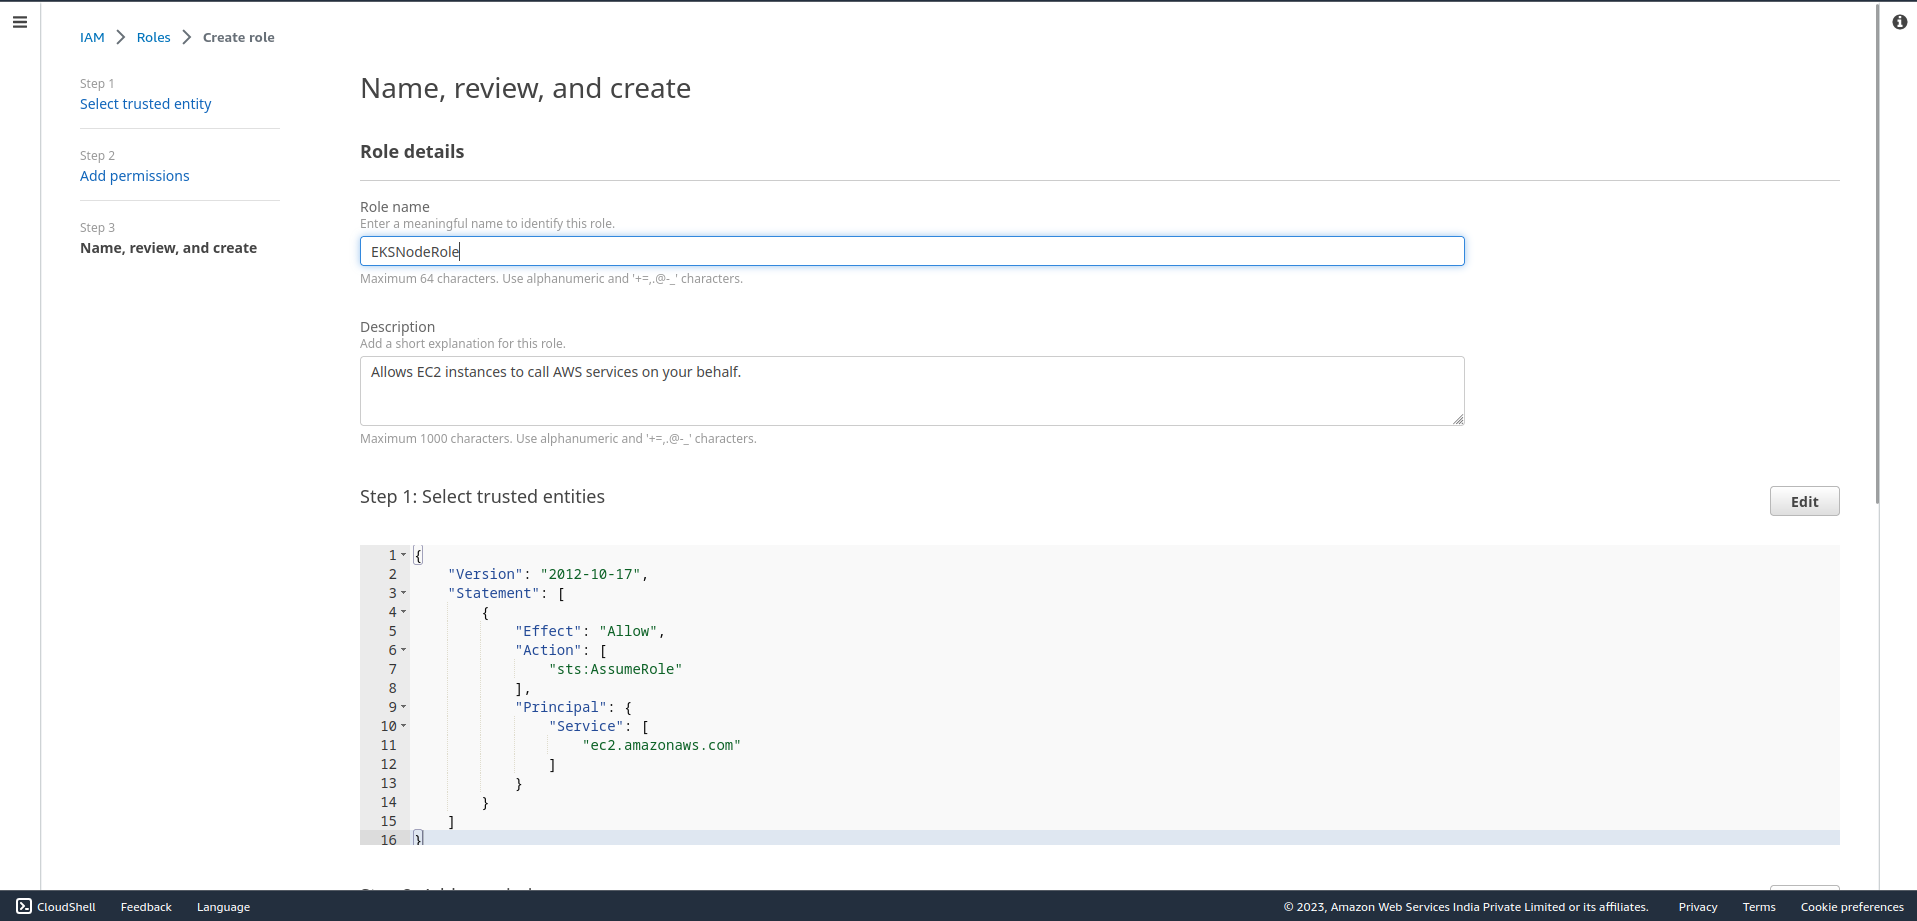 IAM > Roles > Create role
Step 1
Select trusted entity
Step 2
Add permissions
Step 3
Name, review, and create
Name, review, and create
Role details
Role name
Enter a meaningful name to identify this role.
EKSNodeRole
Maximum 64 characters. Use alphanumeric and '+=,.@-_' characters.
Description
Add a short explanation for this role.
Allows EC2 instances to call AWS services on your behalf.
Maximum 1000 characters. Use alphanumeric and '+=,.@-_' characters.
Step 1: Select trusted entities
Edit
1 {
2     "Version": "2012-10-17",
3     "Statement": [
4         {
5             "Effect": "Allow",
6             "Action": [
7                 "sts:AssumeRole"
8             ],
9             "Principal": {
10                 "Service": [
11                     "ec2.amazonaws.com"
12                 ]
13             }
14         }
15     ]
16 }
CloudShell Feedback Language © 2023, Amazon Web Services India Private Limited or its affiliates. Privacy Terms Cookie preferences